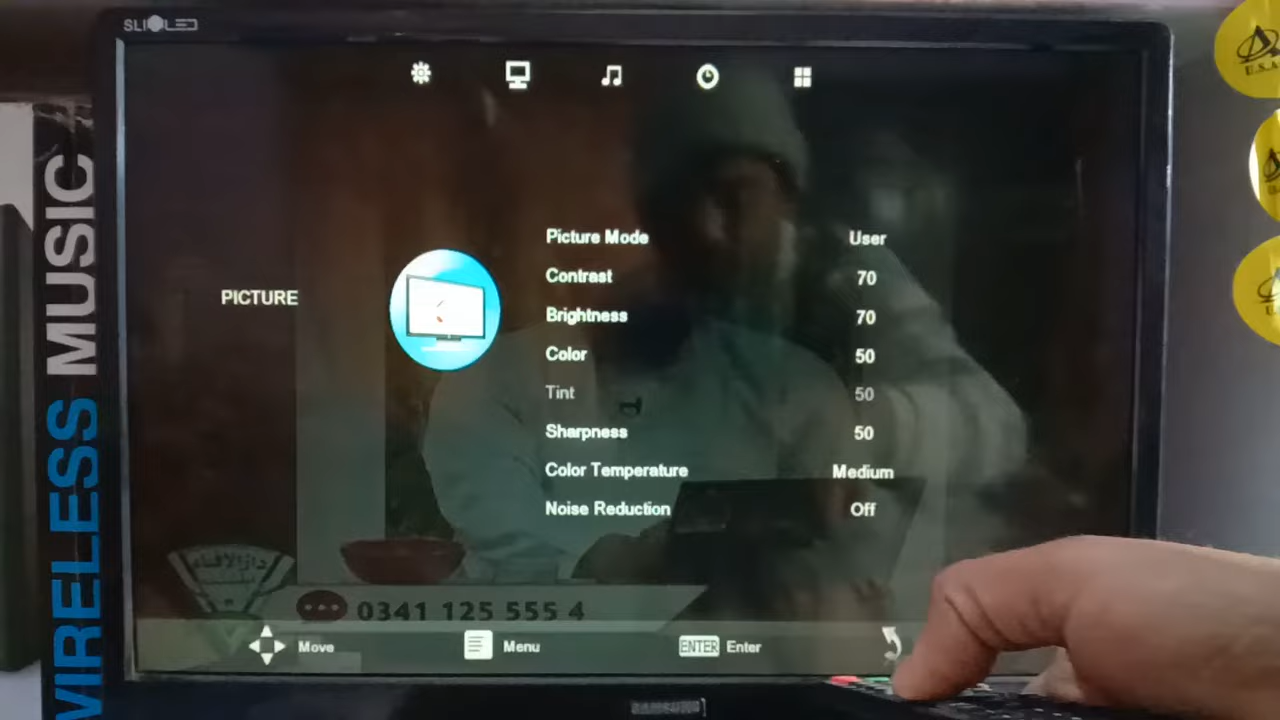 SLIMLED
WIRELESS MUSIC
U.S.A
PICTURE
Picture Mode User
Contrast 70
Brightness 70
Color 50
Tint 50
Sharpness 50
Color Temperature Medium
Noise Reduction Off
0341 125 555 4
Move
Menu
ENTER Enter
SAMSUNG